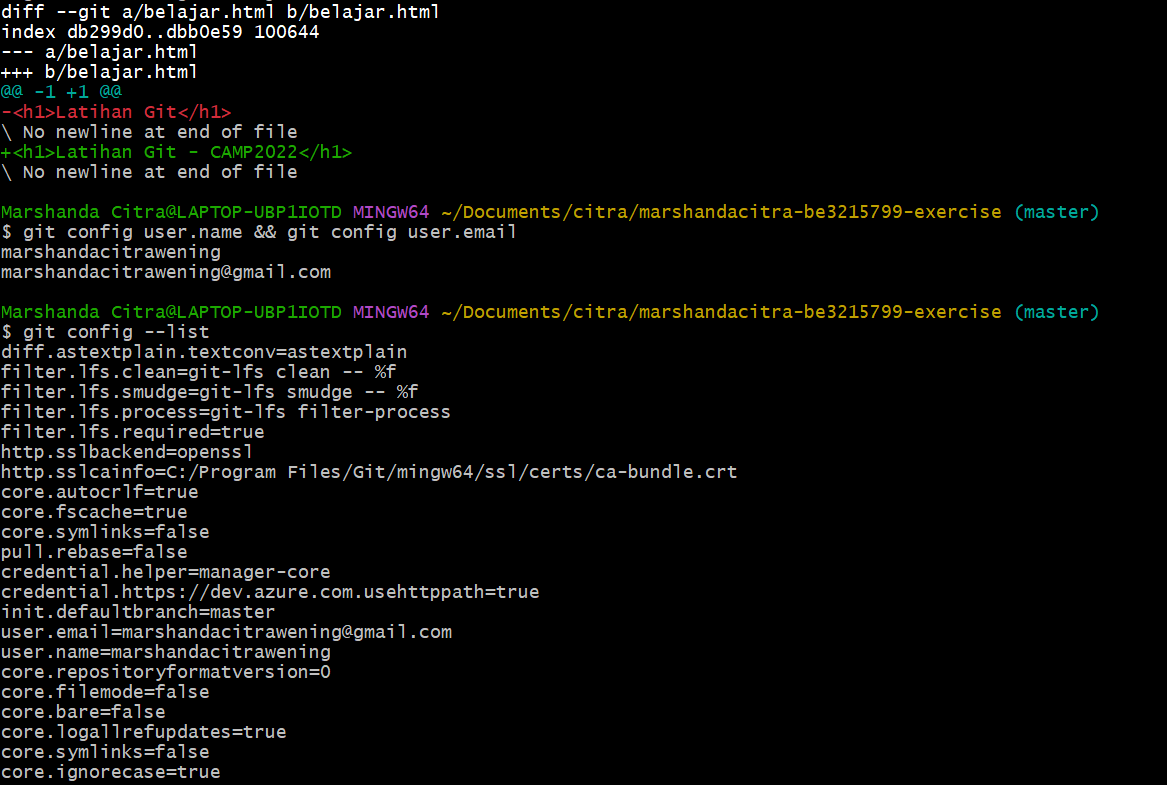 diff --git a/belajar.html b/belajar.html
index db299d0..dbb0e59 100644
--- a/belajar.html
+++ b/belajar.html
@@ -1 +1 @@
-<h1>Latihan Git</h1>
\ No newline at end of file
+<h1>Latihan Git - CAMP2022</h1>
\ No newline at end of file
Marshanda Citra@LAPTOP-UBP1IOTD MINGW64 ~/Documents/citra/marshandacitra-be3215799-exercise (master)
$ git config user.name && git config user.email
marshandacitrawening
marshandacitrawening@gmail.com
Marshanda Citra@LAPTOP-UBP1IOTD MINGW64 ~/Documents/citra/marshandacitra-be3215799-exercise (master)
$ git config --list
diff.astextplain.textconv=astextplain
filter.lfs.clean=git-lfs clean -- %f
filter.lfs.smudge=git-lfs smudge -- %f
filter.lfs.process=git-lfs filter-process
filter.lfs.required=true
http.sslbackend=openssl
http.sslcainfo=C:/Program Files/Git/mingw64/ssl/certs/ca-bundle.crt
core.autocrlf=true
core.fscache=true
core.symlinks=false
pull.rebase=false
credential.helper=manager-core
credential.https://dev.azure.com.usehttppath=true
init.defaultbranch=master
user.email=marshandacitrawening@gmail.com
user.name=marshandacitrawening
core.repositoryformatversion=0
core.filemode=false
core.bare=false
core.logallrefupdates=true
core.symlinks=false
core.ignorecase=true